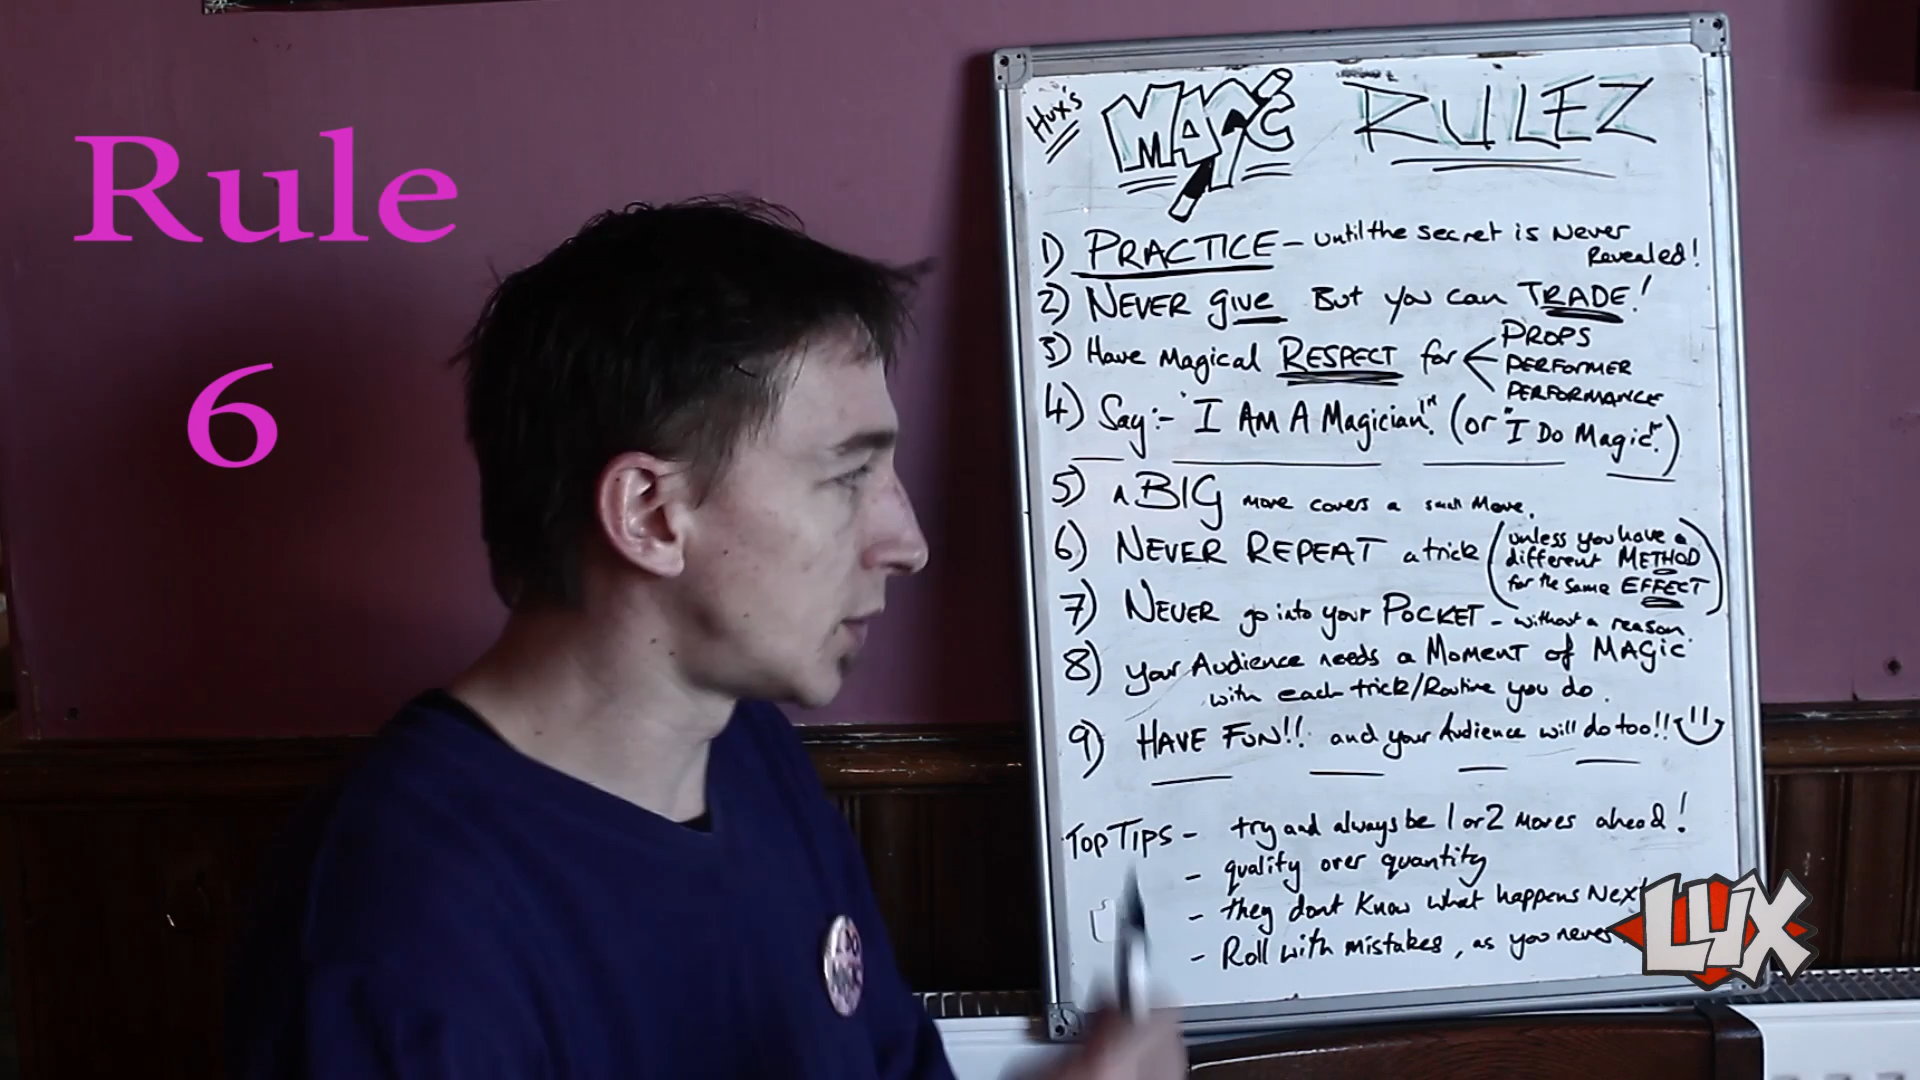 Rule
6
Hux's MAGIC RULEZ
1) PRACTICE - until the secret is Never
Revealed!
2) NEVER give But you can TRADE!
3) Have Magical RESPECT for PROPS
PERFORMER
PERFORMANCE
4) Say:- "I AM A Magician!" (or "I Do Magic".)
5) A BIG move covers a small Move.
6) NEVER REPEAT a trick (unless you have a
different METHOD
for the same EFFECT)
7) NEVER go into your POCKET - without a reason.
8) your Audience needs a MOMENT of MAGIC
with each trick/Routine you do.
9) HAVE FUN!! and your Audience will do too!!
TOP TIPS - try and always be 1 or 2 moves ahead!
- quality over quantity
- they dont know what happens Next
- Roll with mistakes, as you never
LYX